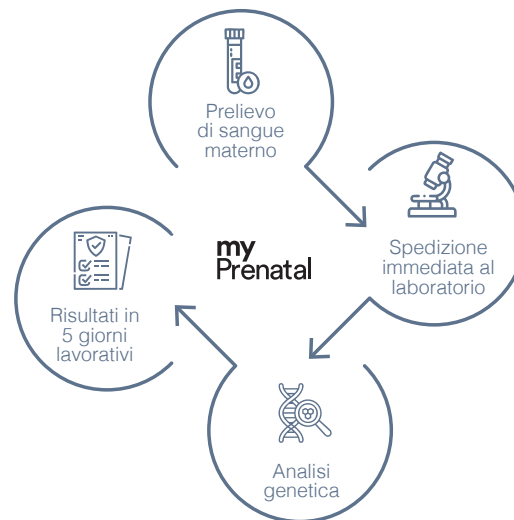 Prelievo
di sangue
materno
my
Prenatal
Spedizione
immediata al
laboratorio
Risultati in
5 giorni
lavorativi
Analisi
genetica